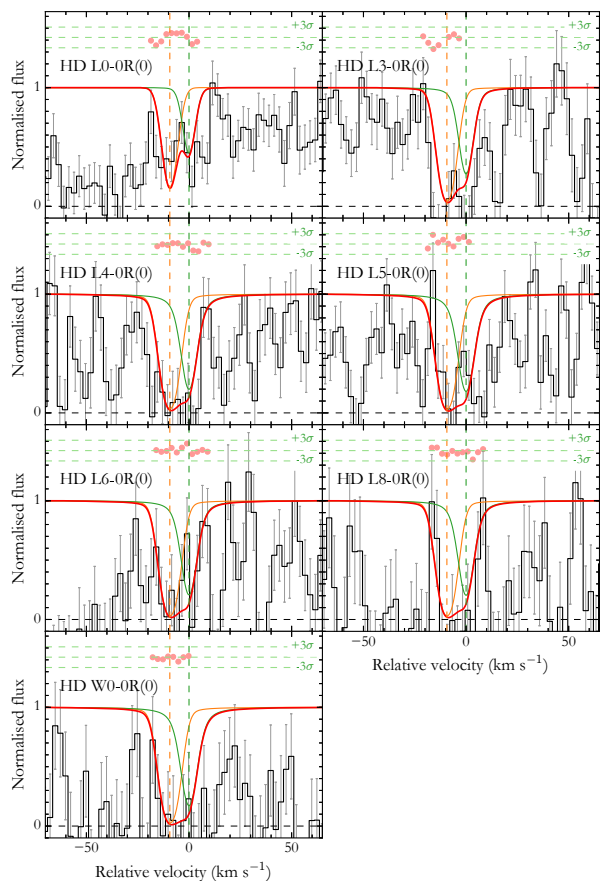 +3σ
-3σ
HD L0-0R(0)
Normalised flux
1
0
+3σ
-3σ
HD L3-0R(0)
+3σ
-3σ
HD L4-0R(0)
Normalised flux
1
0
+3σ
-3σ
HD L5-0R(0)
+3σ
-3σ
HD L6-0R(0)
Normalised flux
1
0
+3σ
-3σ
HD L8-0R(0)
−50 0 50
Relative velocity (km s⁻¹)
+3σ
-3σ
HD W0-0R(0)
Normalised flux
1
0
−50 0 50
Relative velocity (km s⁻¹)